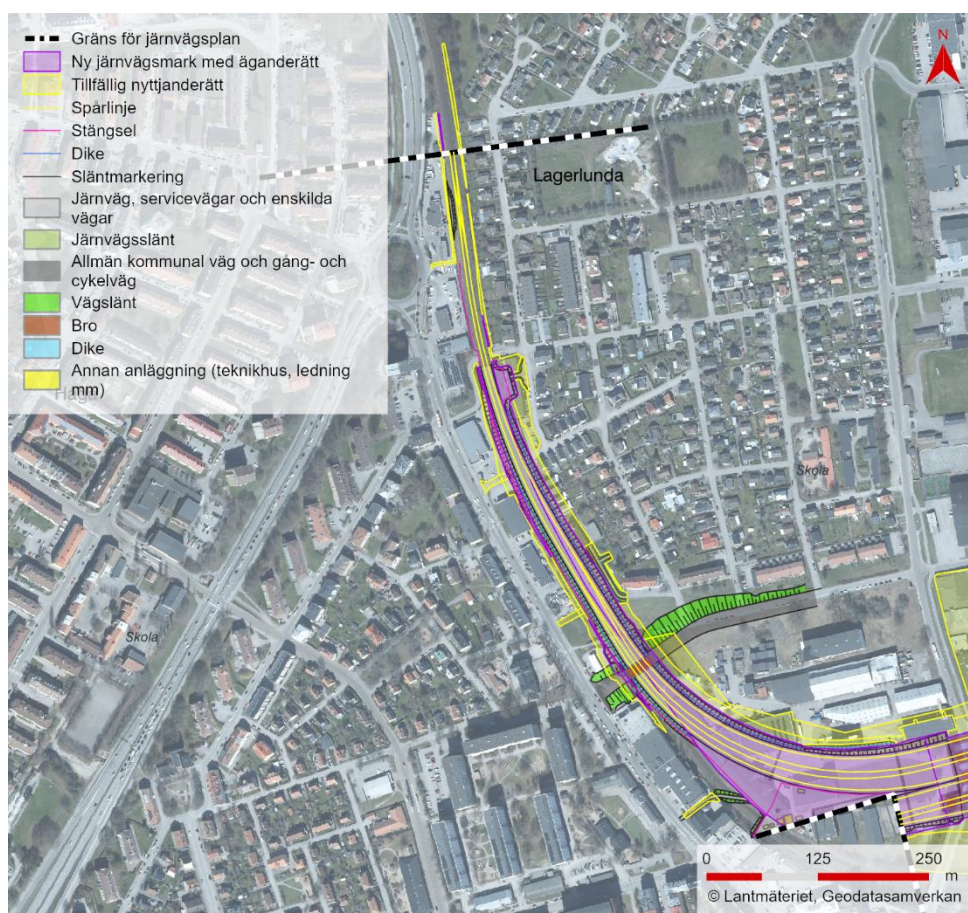 Gräns för järnvägsplan
Ny järnvägsmark med äganderätt
Tillfällig nyttjanderätt
Spårlinje
Stängsel
Dike
Släntmarkering
Järnväg, servicevägar och enskilda
vägar
Järnvägsslänt
Allmän kommunal väg och gång- och
cykelväg
Vägslänt
Bro
Dike
Annan anläggning (teknikhus, ledning
mm)
N
Lagerlunda
Skola
Skola
0 125 250
m
© Lantmäteriet, Geodatasamverkan